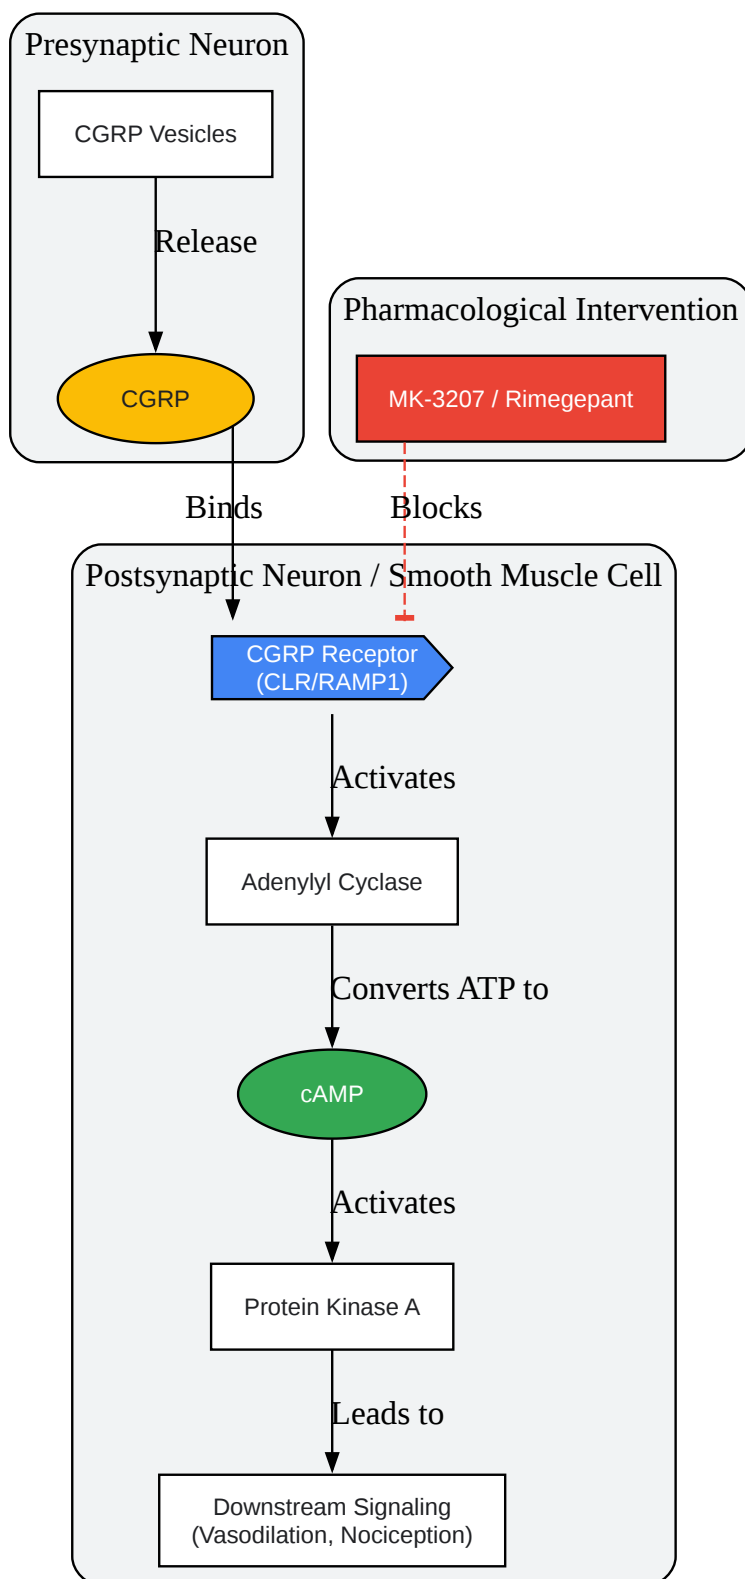 Presynaptic Neuron
CGRP Vesicles
Release
CGRP
Pharmacological Intervention
MK-3207 / Rimegepant
Binds
Blocks
Postsynaptic Neuron / Smooth Muscle Cell
CGRP Receptor
(CLR/RAMP1)
Activates
Adenylyl Cyclase
Converts ATP to
cAMP
Activates
Protein Kinase A
Leads to
Downstream Signaling
(Vasodilation, Nociception)